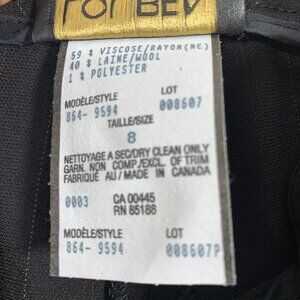 For BEV
59 % VISCOSE/RAYON(NE)
40 % LAINE/WOOL
1 % POLYESTER
MODÈLE/STYLE LOT
864- 9594 008607
TAILLE/SIZE
8
NETTOYAGE A SEC/DRY CLEAN ONLY
GARN. NON COMP./EXCL. OF TRIM
FABRIQUE AU / MADE IN CANADA
0003 CA 00445
RN 85188
MODÈLE/STYLE LOT
864- 9594 008607P